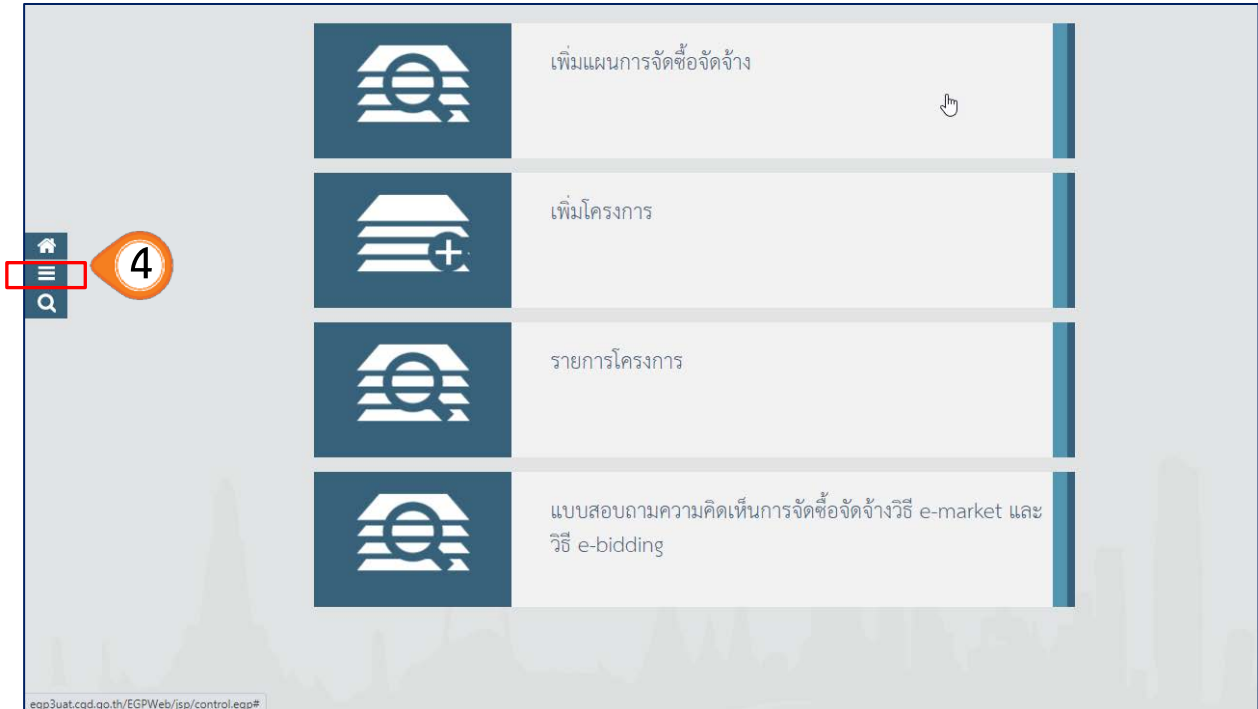 เพิ่มแผนการจัดซื้อจัดจ้าง
เพิ่มโครงการ
4
รายการโครงการ
แบบสอบถามความคิดเห็นการจัดซื้อจัดจ้างวิธี e-market และ
วิธี e-bidding
egp3uat.cgd.go.th/EGPWeb/jsp/control.egp#